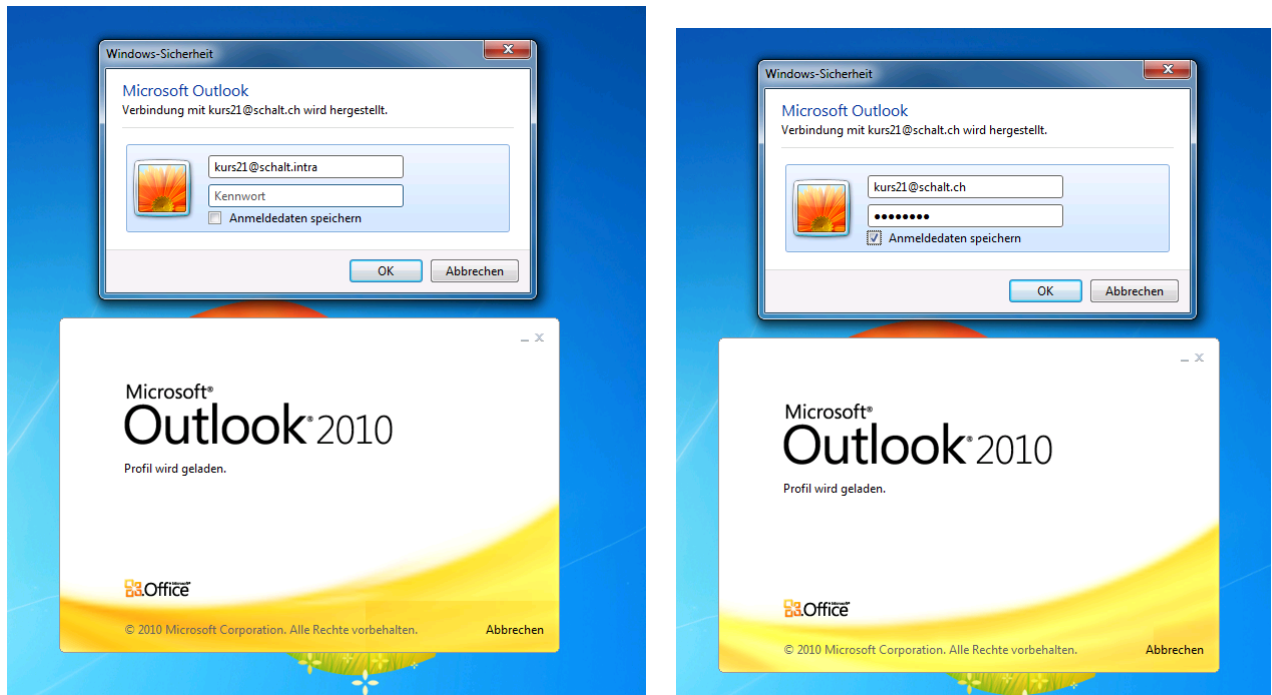 Windows-Sicherheit
Microsoft Outlook
Verbindung mit kurs21@schalt.ch wird hergestellt.
kurs21@schalt.intra
Kennwort
Anmeldedaten speichern
OK Abbrechen
Microsoft®
Outlook® 2010
Profil wird geladen.
Microsoft®
Office
© 2010 Microsoft Corporation. Alle Rechte vorbehalten. Abbrechen
Windows-Sicherheit
Microsoft Outlook
Verbindung mit kurs21@schalt.ch wird hergestellt.
kurs21@schalt.ch
●●●●●●●●
Anmeldedaten speichern
OK Abbrechen
Microsoft®
Outlook® 2010
Profil wird geladen.
Microsoft®
Office
© 2010 Microsoft Corporation. Alle Rechte vorbehalten. Abbrechen